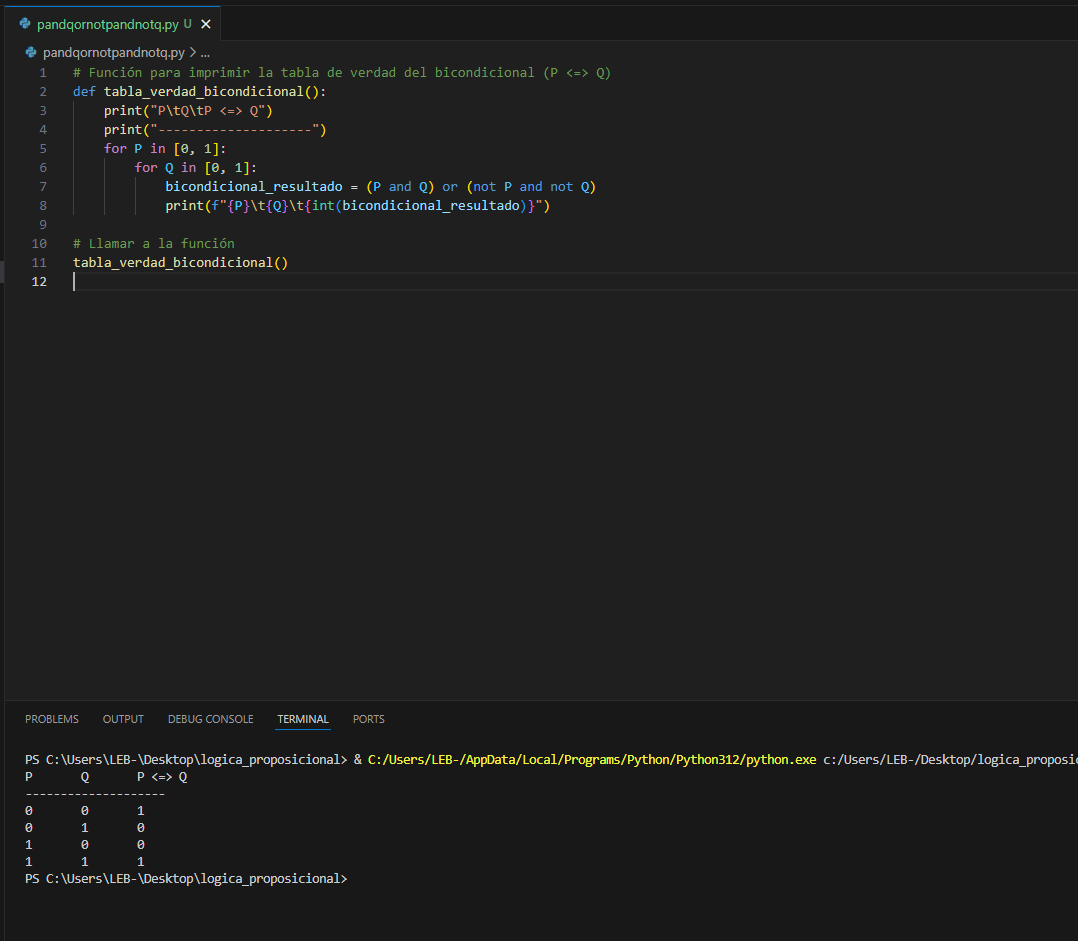 pandqornotpandnotq.py U ×
pandqornotpandnotq.py > ...
1 # Función para imprimir la tabla de verdad del bicondicional (P <=> Q)
2 def tabla_verdad_bicondicional():
3     print("P\tQ\tP <=> Q")
4     print("--------------------")
5     for P in [0, 1]:
6         for Q in [0, 1]:
7             bicondicional_resultado = (P and Q) or (not P and not Q)
8             print(f"{P}\t{Q}\t{int(bicondicional_resultado)}")
9
10 # Llamar a la función
11 tabla_verdad_bicondicional()
12
PROBLEMS OUTPUT DEBUG CONSOLE TERMINAL PORTS
PS C:\Users\LEB-\Desktop\logica_proposicional> & C:/Users/LEB-/AppData/Local/Programs/Python/Python312/python.exe c:/Users/LEB-/Desktop/logica_proposic
P       Q       P <=> Q
--------------------
0       0       1
0       1       0
1       0       0
1       1       1
PS C:\Users\LEB-\Desktop\logica_proposicional>